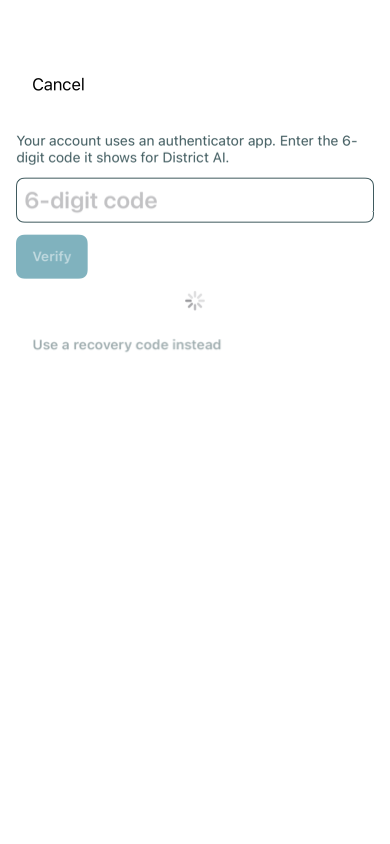 Cancel
Your account uses an authenticator app. Enter the 6-
digit code it shows for District AI.
6-digit code
Verify
Use a recovery code instead